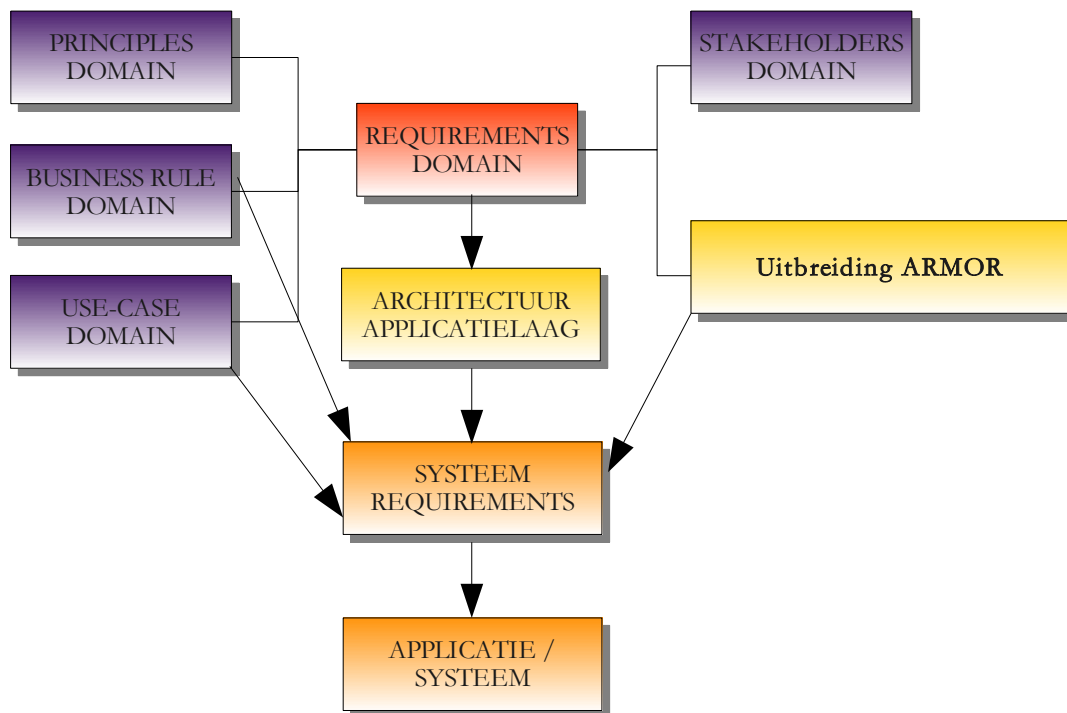 PRINCIPLES
DOMAIN
STAKEHOLDERS
DOMAIN
REQUIREMENTS
DOMAIN
BUSINESS RULE
DOMAIN
Uitbreiding ARMOR
USE-CASE
DOMAIN
ARCHITECTUUR
APPLICATIELAAG
SYSTEEM
REQUIREMENTS
APPLICATIE /
SYSTEEM